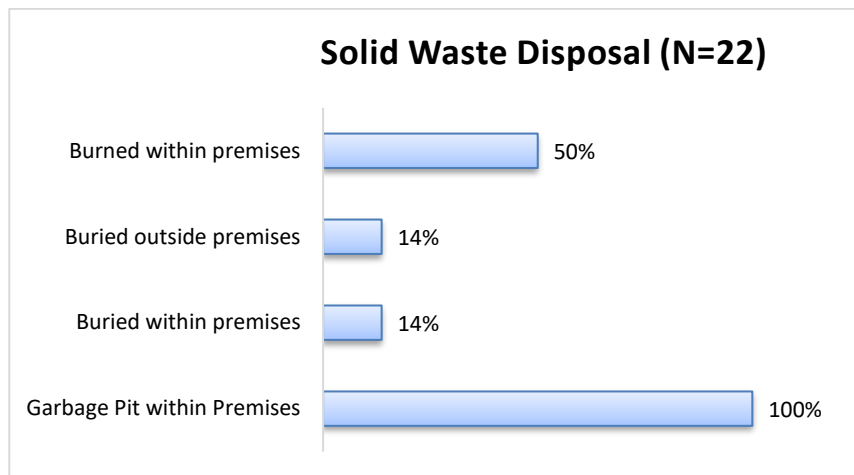 Solid Waste Disposal (N=22)
Burned within premises 50%
Buried outside premises 14%
Buried within premises 14%
Garbage Pit within Premises 100%